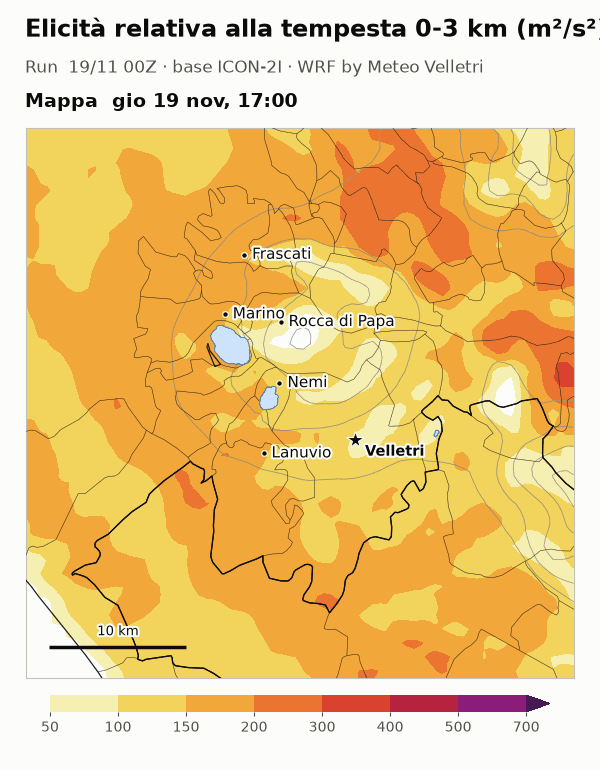 Elicità relativa alla tempesta 0-3 km (m²/s²)
Run  19/11 00Z · base ICON-2I · WRF by Meteo Velletri
Mappa  gio 19 nov, 17:00
Frascati
Marino
Rocca di Papa
Nemi
Velletri
Lanuvio
10 km
50 100 150 200 300 400 500 700